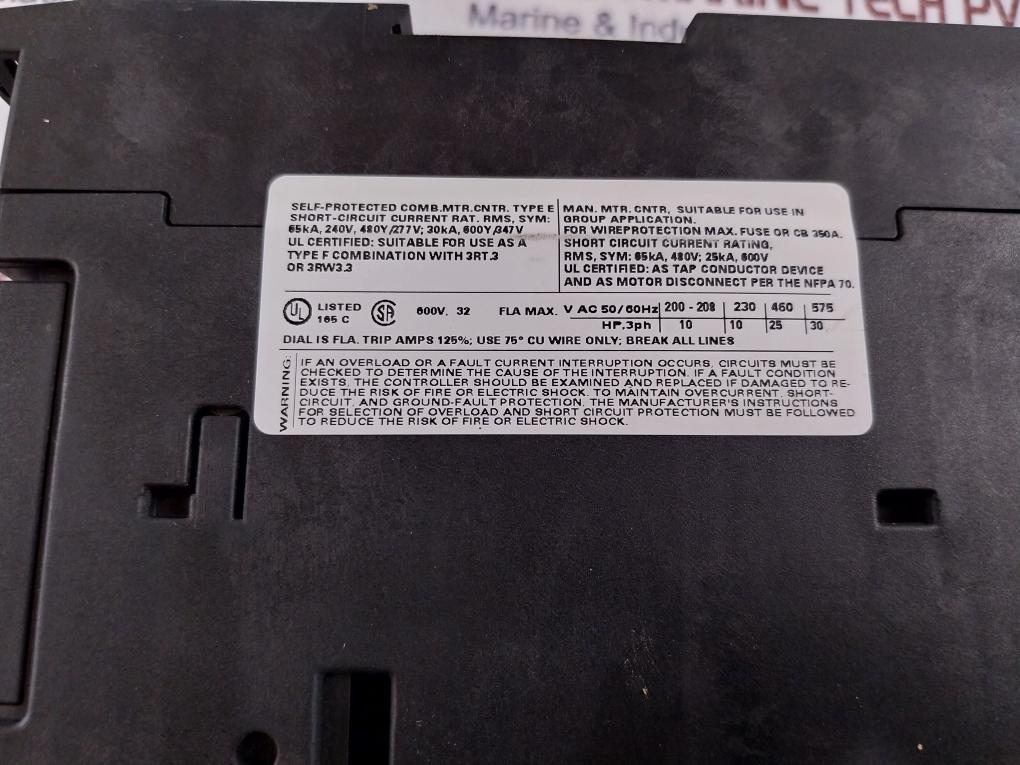 TECH PV
Marine & Ind
SELF-PROTECTED COMB.MTR.CNTR. TYPE E
SHORT-CIRCUIT CURRENT RAT. RMS, SYM:
65kA, 240V, 480Y/277V; 30kA, 600Y/347V
UL CERTIFIED: SUITABLE FOR USE AS A
TYPE F COMBINATION WITH 3RT.3
OR 3RW3.3
MAN. MTR. CNTR, SUITABLE FOR USE IN
GROUP APPLICATION.
FOR WIREPROTECTION MAX. FUSE OR CB 350A.
SHORT CIRCUIT CURRENT RATING,
RMS, SYM: 65kA, 480V; 25kA, 600V
UL CERTIFIED: AS TAP CONDUCTOR DEVICE
AND AS MOTOR DISCONNECT PER THE NFPA 70.
UL LISTED
165 C
SA 600V. 32 FLA MAX. V AC 50/60Hz 200 - 208 230 460 575
HP.3ph 10 10 25 30
DIAL IS FLA. TRIP AMPS 125%; USE 75° CU WIRE ONLY; BREAK ALL LINES
WARNING:
IF AN OVERLOAD OR A FAULT CURRENT INTERRUPTION OCCURS, CIRCUITS MUST BE
CHECKED TO DETERMINE THE CAUSE OF THE INTERRUPTION. IF A FAULT CONDITION
EXISTS, THE CONTROLLER SHOULD BE EXAMINED AND REPLACED IF DAMAGED TO RE-
DUCE THE RISK OF FIRE OR ELECTRIC SHOCK. TO MAINTAIN OVERCURRENT, SHORT-
CIRCUIT, AND GROUND-FAULT PROTECTION, THE MANUFACTURER'S INSTRUCTIONS
FOR SELECTION OF OVERLOAD AND SHORT CIRCUIT PROTECTION MUST BE FOLLOWED
TO REDUCE THE RISK OF FIRE OR ELECTRIC SHOCK.